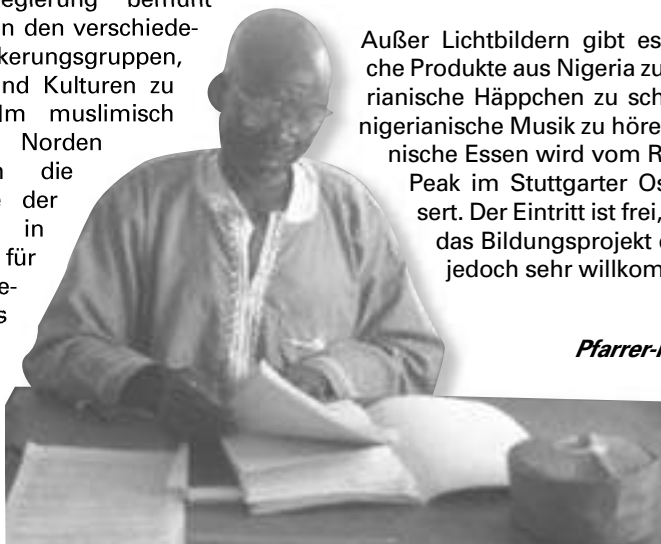 bemüht
n den verschiede-
kerungsgruppen,
nd Kulturen zu
Im muslimisch
Norden
die
der
in
für
e-
s
Außer Lichtbildern gibt es
che Produkte aus Nigeria zu
rianische Häppchen zu sch
nigerianische Musik zu höre
nische Essen wird vom R
Peak im Stuttgarter Os
sert. Der Eintritt ist frei,
das Bildungsprojekt
jedoch sehr willkom
Pfarrer-